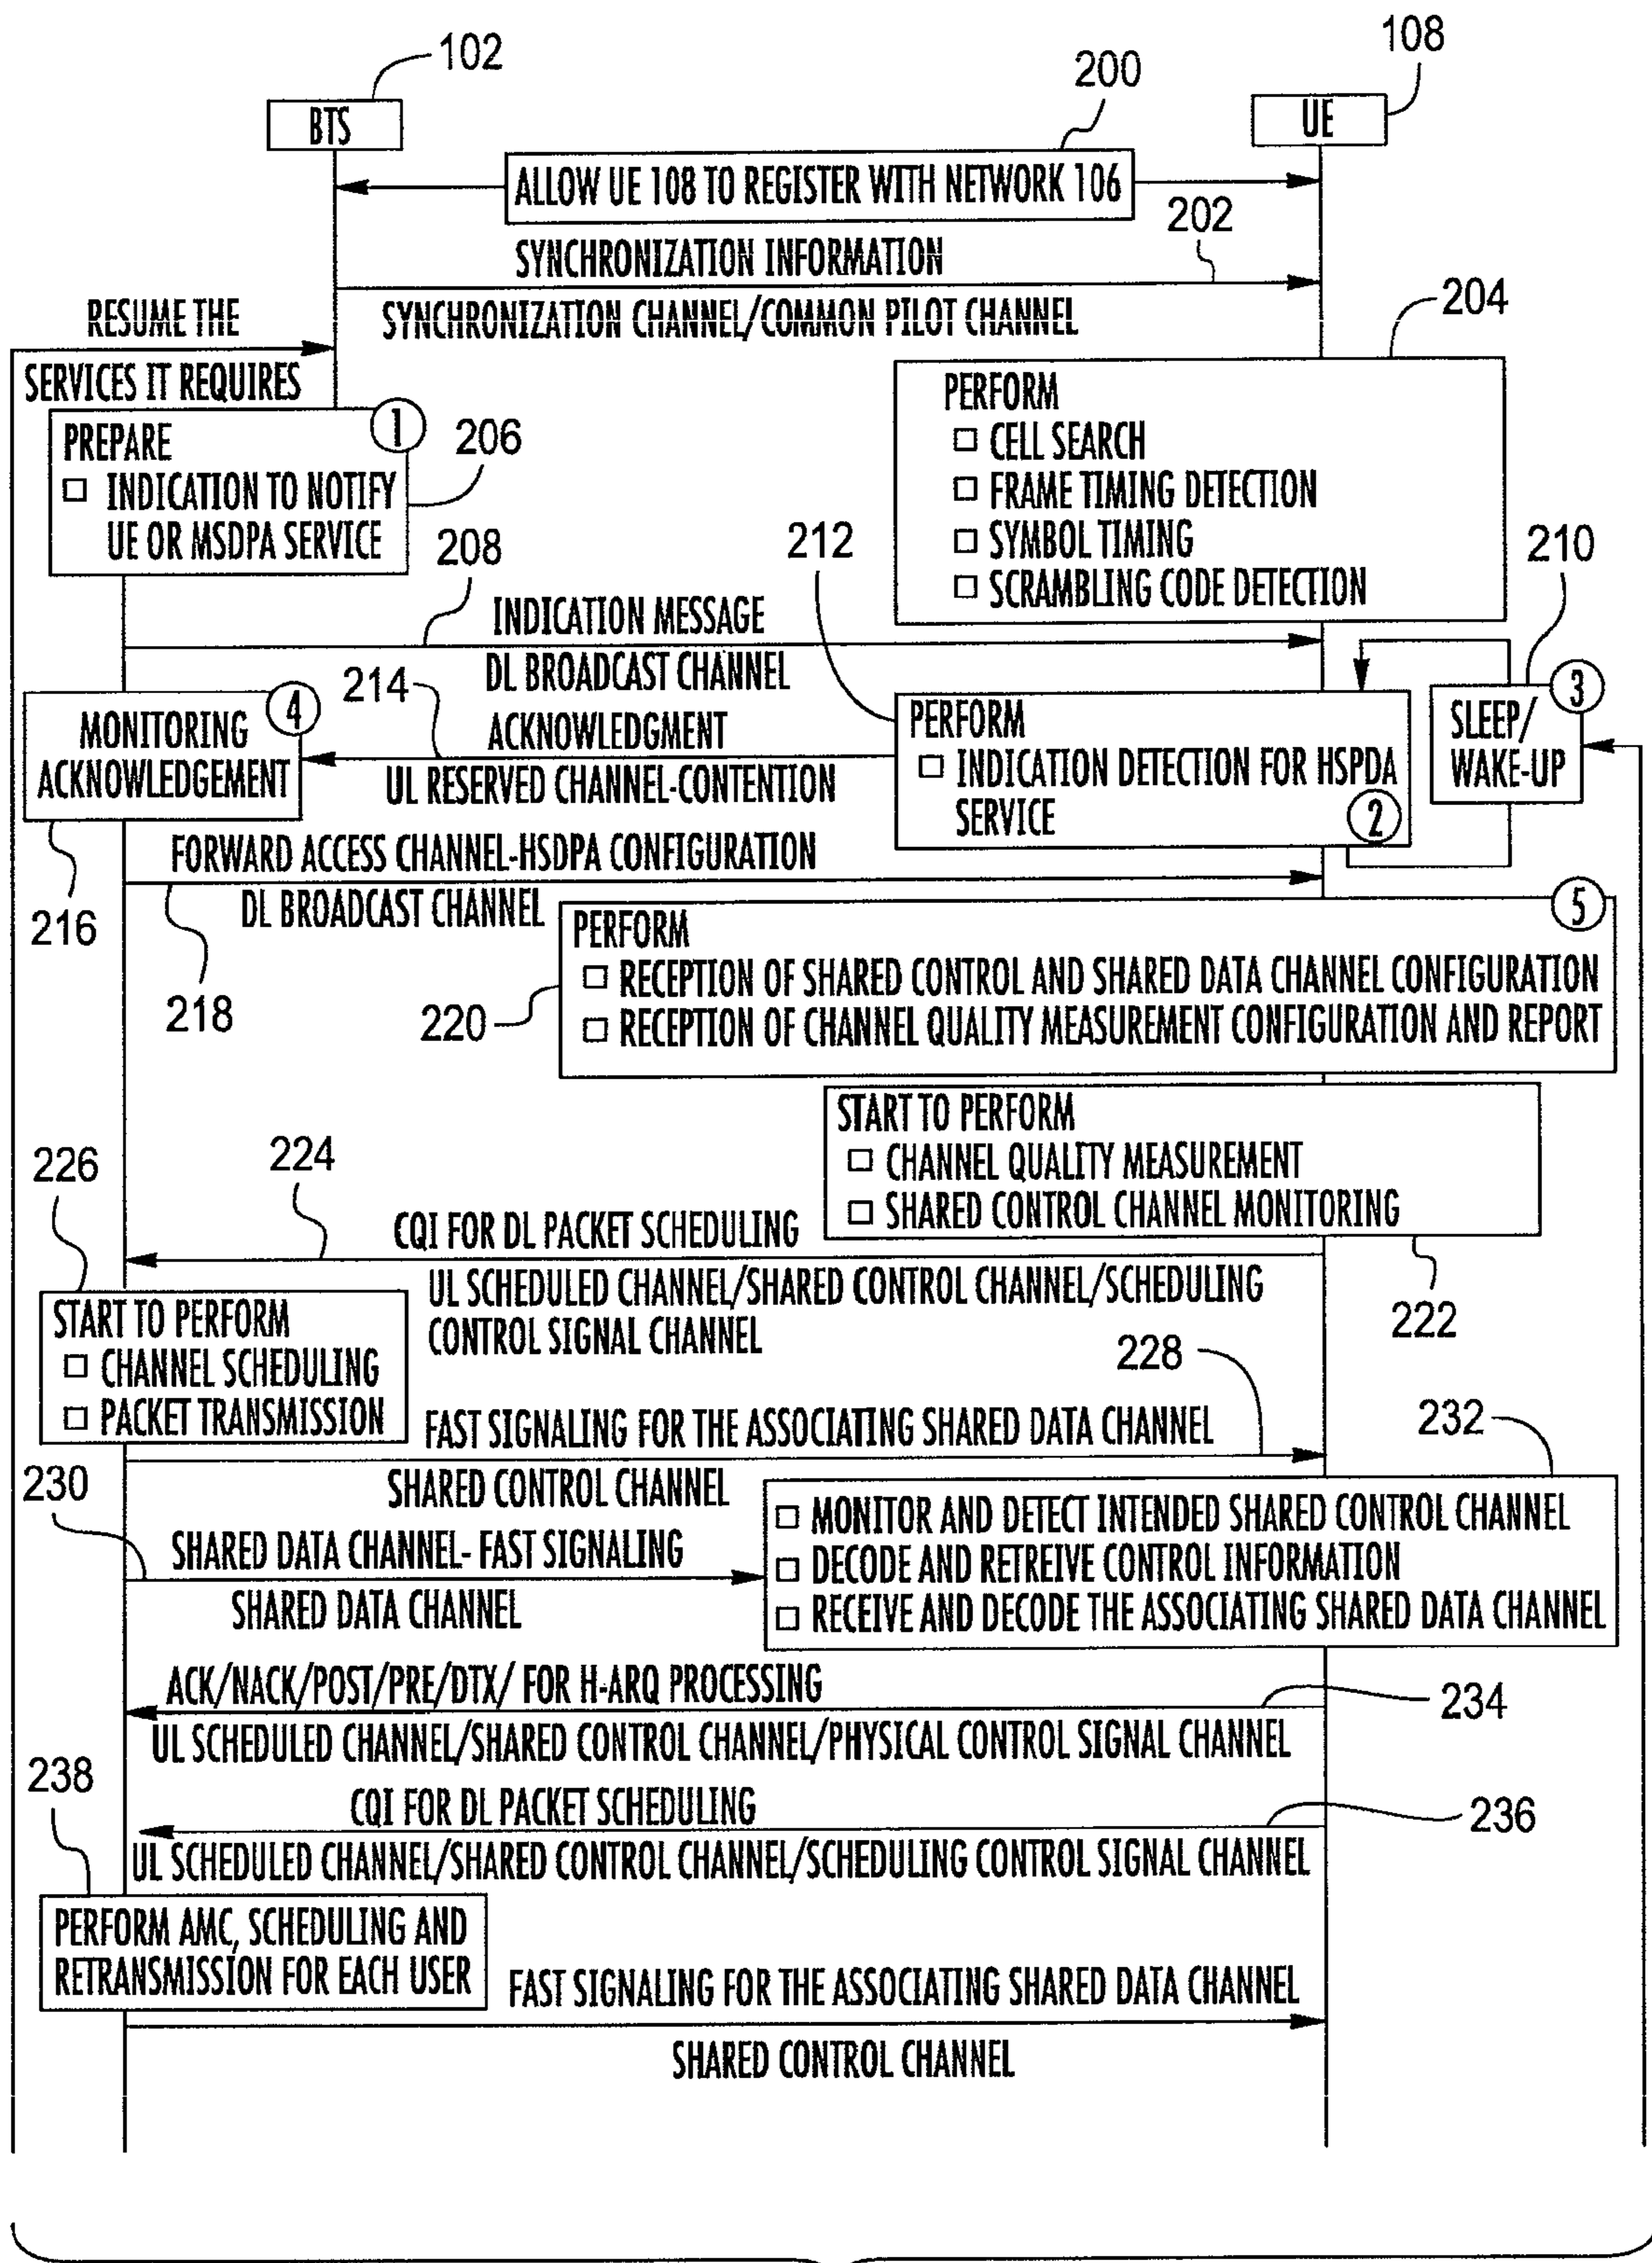 102
108
200
BTS
UE
ALLOW UE 108 TO REGISTER WITH NETWORK 106
202
SYNCHRONIZATION INFORMATION
SYNCHRONIZATION CHANNEL/COMMON PILOT CHANNEL
204
RESUME THE
SERVICES IT REQUIRES
PREPARE
1
□ INDICATION TO NOTIFY
UE OR MSDPA SERVICE
206
PERFORM
□ CELL SEARCH
□ FRAME TIMING DETECTION
□ SYMBOL TIMING
□ SCRAMBLING CODE DETECTION
208
212
210
INDICATION MESSAGE
DL BROADCAST CHANNEL
214
MONITORING
ACKNOWLEDGEMENT
4
ACKNOWLEDGMENT
UL RESERVED CHANNEL-CONTENTION
PERFORM
□ INDICATION DETECTION FOR HSPDA
SERVICE
2
SLEEP/
WAKE-UP
3
216
FORWARD ACCESS CHANNEL-HSDPA CONFIGURATION
DL BROADCAST CHANNEL
218
220
PERFORM
5
□ RECEPTION OF SHARED CONTROL AND SHARED DATA CHANNEL CONFIGURATION
□ RECEPTION OF CHANNEL QUALITY MEASUREMENT CONFIGURATION AND REPORT
START TO PERFORM
□ CHANNEL QUALITY MEASUREMENT
□ SHARED CONTROL CHANNEL MONITORING
222
226
224
CQI FOR DL PACKET SCHEDULING
UL SCHEDULED CHANNEL/SHARED CONTROL CHANNEL/SCHEDULING
CONTROL SIGNAL CHANNEL
START TO PERFORM
□ CHANNEL SCHEDULING
□ PACKET TRANSMISSION
228
FAST SIGNALING FOR THE ASSOCIATING SHARED DATA CHANNEL
SHARED CONTROL CHANNEL
232
230
SHARED DATA CHANNEL- FAST SIGNALING
SHARED DATA CHANNEL
□ MONITOR AND DETECT INTENDED SHARED CONTROL CHANNEL
□ DECODE AND RETREIVE CONTROL INFORMATION
□ RECEIVE AND DECODE THE ASSOCIATING SHARED DATA CHANNEL
ACK/NACK/POST/PRE/DTX/ FOR H-ARQ PROCESSING
234
UL SCHEDULED CHANNEL/SHARED CONTROL CHANNEL/PHYSICAL CONTROL SIGNAL CHANNEL
238
CQI FOR DL PACKET SCHEDULING
236
UL SCHEDULED CHANNEL/SHARED CONTROL CHANNEL/SCHEDULING CONTROL SIGNAL CHANNEL
PERFORM AMC, SCHEDULING AND
RETRANSMISSION FOR EACH USER
FAST SIGNALING FOR THE ASSOCIATING SHARED DATA CHANNEL
SHARED CONTROL CHANNEL